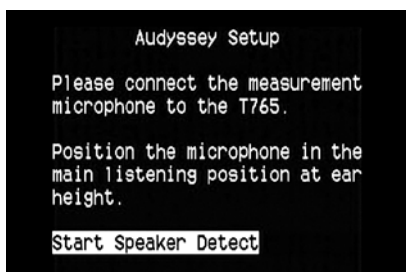 Audyssey Setup
Please connect the measurement
microphone to the T765.
Position the microphone in the
main listening position at ear
height.
Start Speaker Detect